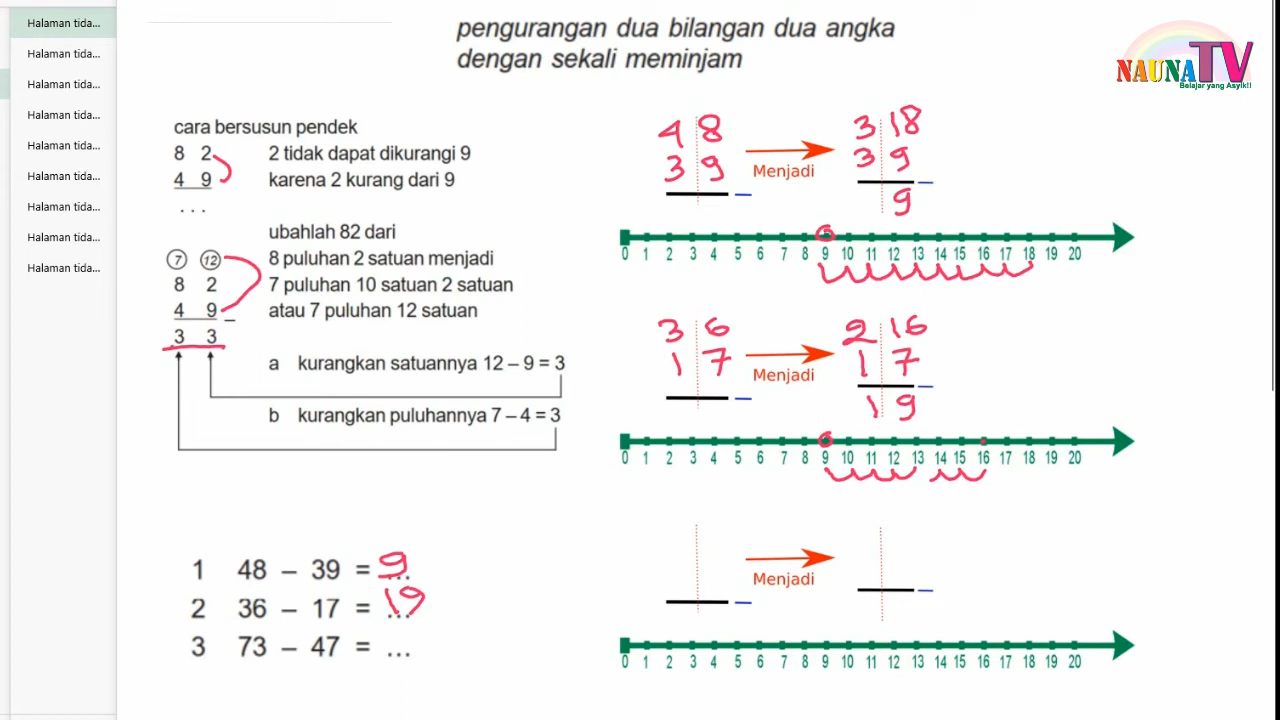 Halaman tida...
Halaman tida...
Halaman tida...
Halaman tida...
Halaman tida...
Halaman tida...
Halaman tida...
Halaman tida...
Halaman tida...
pengurangan dua bilangan dua angka
dengan sekali meminjam
NAUNA TV
Belajar yang Asyik!!
cara bersusun pendek
8 2 2 tidak dapat dikurangi 9
4 9 karena 2 kurang dari 9
. . .
ubahlah 82 dari
7 12 8 puluhan 2 satuan menjadi
8 2 7 puluhan 10 satuan 2 satuan
4 9 – atau 7 puluhan 12 satuan
3 3
a kurangkan satuannya 12 – 9 = 3
b kurangkan puluhannya 7 – 4 = 3
1 48 – 39 = ... 9
2 36 – 17 = ... 19
3 73 – 47 = ...
4 8 3 18
3 9 Menjadi 3 9
– –
9
0 1 2 3 4 5 6 7 8 9 10 11 12 13 14 15 16 17 18 19 20
3 6 2 16
1 7 Menjadi 1 7
– –
1 9
0 1 2 3 4 5 6 7 8 9 10 11 12 13 14 15 16 17 18 19 20
Menjadi
– –
0 1 2 3 4 5 6 7 8 9 10 11 12 13 14 15 16 17 18 19 20